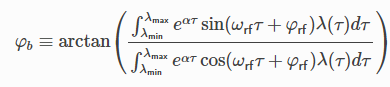 φ_b ≡ arctan ( ∫_{λ_min}^{λ_max} e^{ατ} sin(ω_rf τ + φ_rf) λ(τ) dτ / ∫_{λ_min}^{λ_max} e^{ατ} cos(ω_rf τ + φ_rf) λ(τ) dτ )